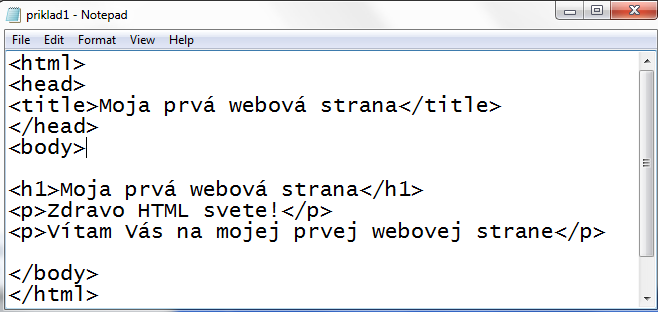 priklad1 - Notepad
File Edit Format View Help
<html>
<head>
<title>Moja prvá webová strana</title>
</head>
<body>
<h1>Moja prvá webová strana</h1>
<p>Zdravo HTML svete!</p>
<p>Vítam Vás na mojej prvej webovej strane</p>
</body>
</html>